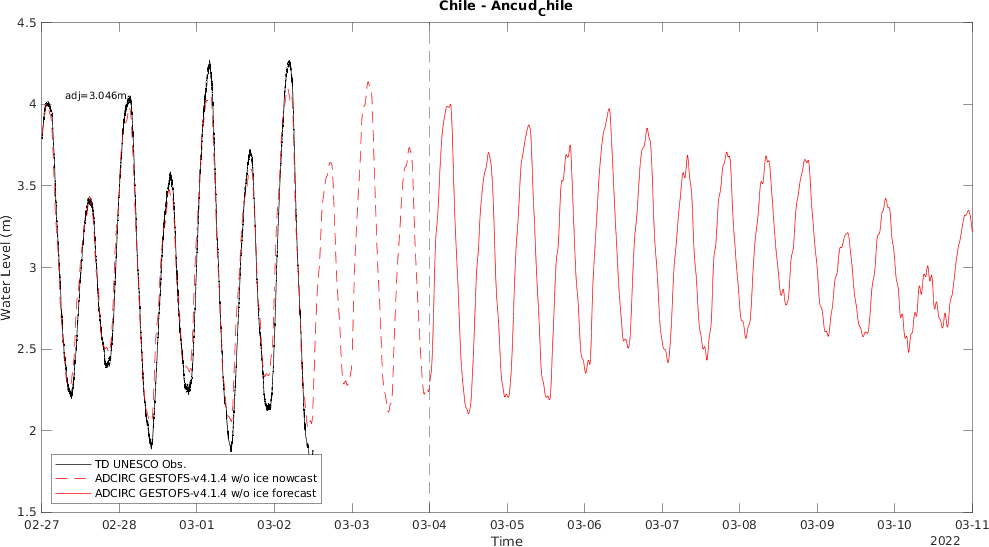 Chile - Ancud_Chile
adj=3.046m
4.5
4
3.5
3
2.5
2
1.5
Water Level (m)
TD UNESCO Obs.
ADCIRC GESTOFS-v4.1.4 w/o ice nowcast
ADCIRC GESTOFS-v4.1.4 w/o ice forecast
02-27 02-28 03-01 03-02 03-03 03-04 03-05 03-06 03-07 03-08 03-09 03-10 03-11
Time
2022